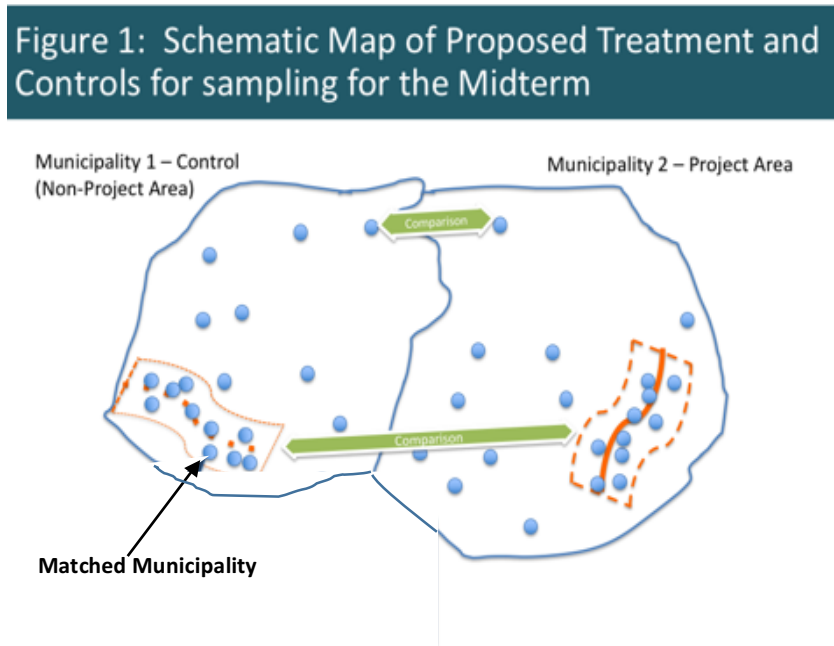 Figure 1: Schematic Map of Proposed Treatment and
Controls for sampling for the Midterm
Municipality 1 – Control
(Non-Project Area)
Municipality 2 – Project Area
Comparison
Comparison
Matched Municipality